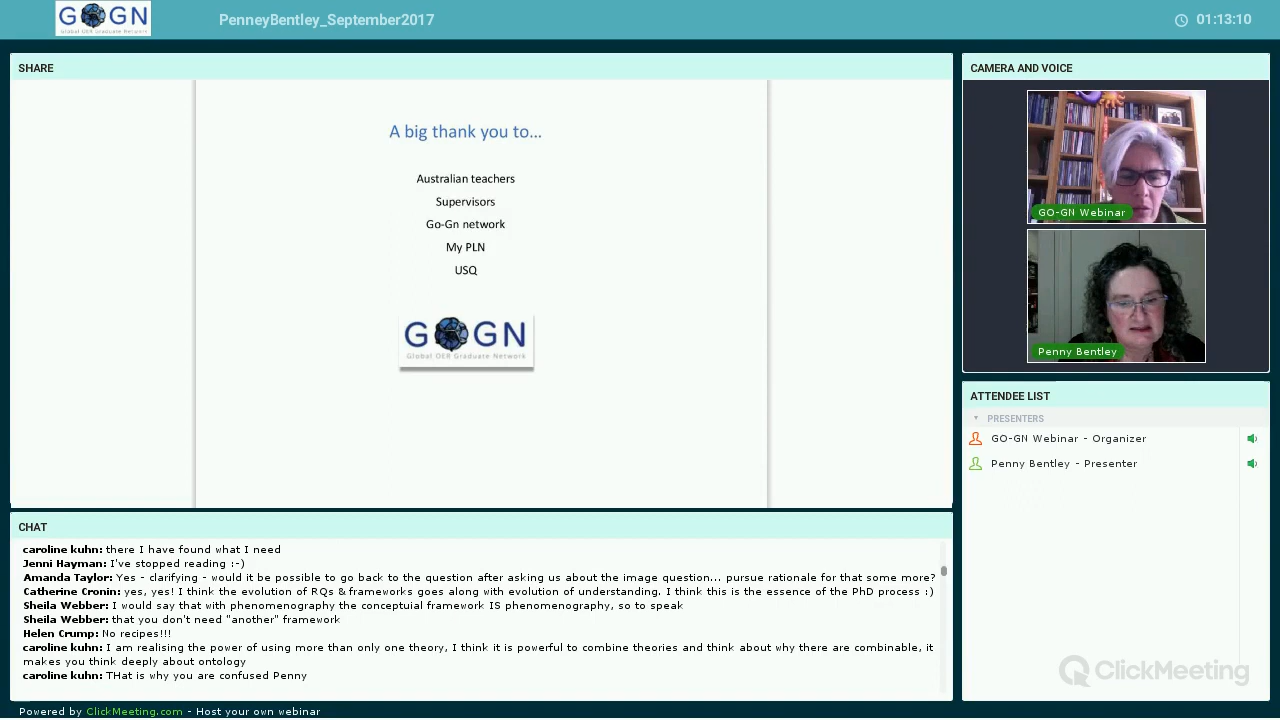 GOGN
Global OER Graduate Network
PenneyBentley_September2017
01:13:10
SHARE
A big thank you to...
Australian teachers
Supervisors
Go-Gn network
My PLN
USQ
GOGN
Global OER Graduate Network
CAMERA AND VOICE
GO-GN Webinar
Penny Bentley
ATTENDEE LIST
PRESENTERS
GO-GN Webinar - Organizer
Penny Bentley - Presenter
CHAT
caroline kuhn: there I have found what I need
Jenni Hayman: I've stopped reading :-)
Amanda Taylor: Yes - clarifying - would it be possible to go back to the question after asking us about the image question... pursue rationale for that some more?
Catherine Cronin: yes, yes! I think the evolution of RQs & frameworks goes along with evolution of understanding. I think this is the essence of the PhD process :)
Sheila Webber: I would say that with phenomenography the conceptuial framework IS phenomenography, so to speak
Sheila Webber: that you don't need "another" framework
Helen Crump: No recipes!!!
caroline kuhn: I am realising the power of using more than only one theory, I think it is powerful to combine theories and think about why there are combinable, it
makes you think deeply about ontology
caroline kuhn: THat is why you are confused Penny
ClickMeeting
Powered by ClickMeeting.com - Host your own webinar